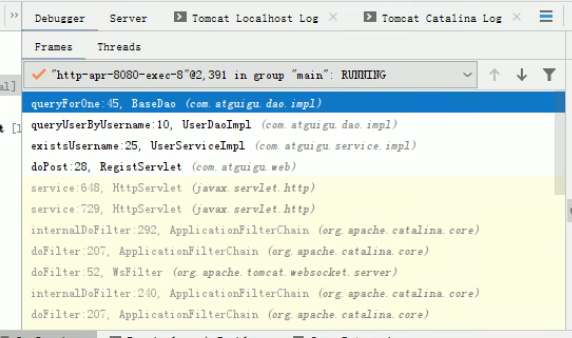 Debugger Server Tomcat Localhost Log Tomcat Catalina Log
Frames Threads
"http-apr-8080-exec-8"@2,391 in group "main": RUNNING
queryForOne:45, BaseDao (com.atguigu.dao.impl)
queryUserByUsername:10, UserDaoImpl (com.atguigu.dao.impl)
existsUsername:25, UserServiceImpl (com.atguigu.service.impl)
doPost:28, RegistServlet (com.atguigu.web)
service:648, HttpServlet (javax.servlet.http)
service:729, HttpServlet (javax.servlet.http)
internalDoFilter:292, ApplicationFilterChain (org.apache.catalina.core)
doFilter:207, ApplicationFilterChain (org.apache.catalina.core)
doFilter:52, WsFilter (org.apache.tomcat.websocket.server)
internalDoFilter:240, ApplicationFilterChain (org.apache.catalina.core)
doFilter:207, ApplicationFilterChain (org.apache.catalina.core)